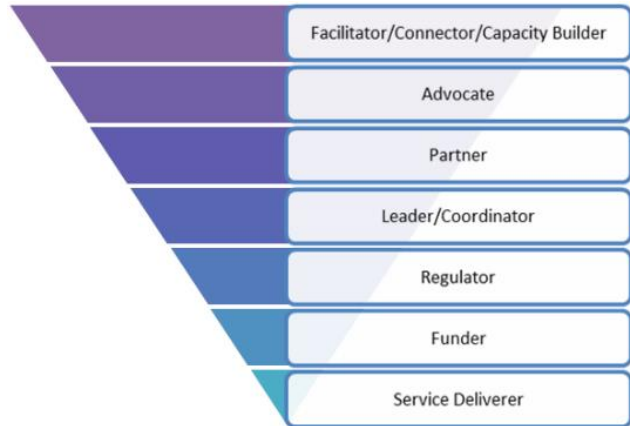 Facilitator/Connector/Capacity Builder
Advocate
Partner
Leader/Coordinator
Regulator
Funder
Service Deliverer